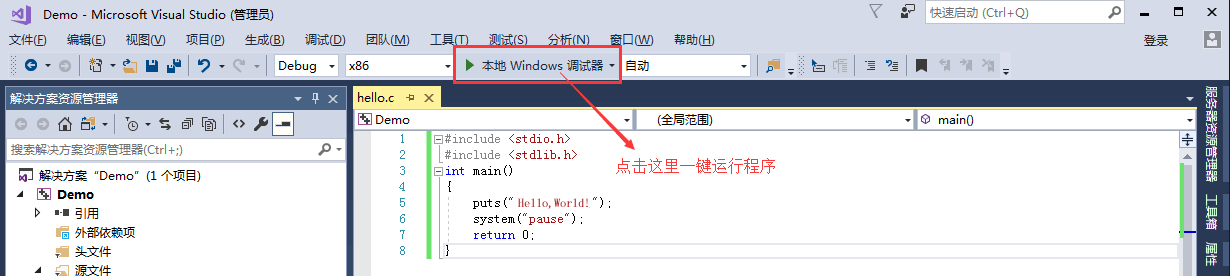 Demo - Microsoft Visual Studio (管理员)
快速启动 (Ctrl+Q)
文件(F) 编辑(E) 视图(V) 项目(P) 生成(B) 调试(D) 团队(M) 工具(T) 测试(S) 分析(N) 窗口(W) 帮助(H)
登录
Debug x86 本地 Windows 调试器 自动
解决方案资源管理器
搜索解决方案资源管理器(Ctrl+;)
解决方案"Demo"(1 个项目)
Demo
引用
外部依赖项
头文件
源文件
hello.c
Demo (全局范围) main()
1 #include <stdio.h>
2 #include <stdlib.h>
3 int main()
4 {
5 puts("Hello,World!");
6 system("pause");
7 return 0;
8 }
点击这里一键运行程序
服务器资源管理器
工具箱
属性